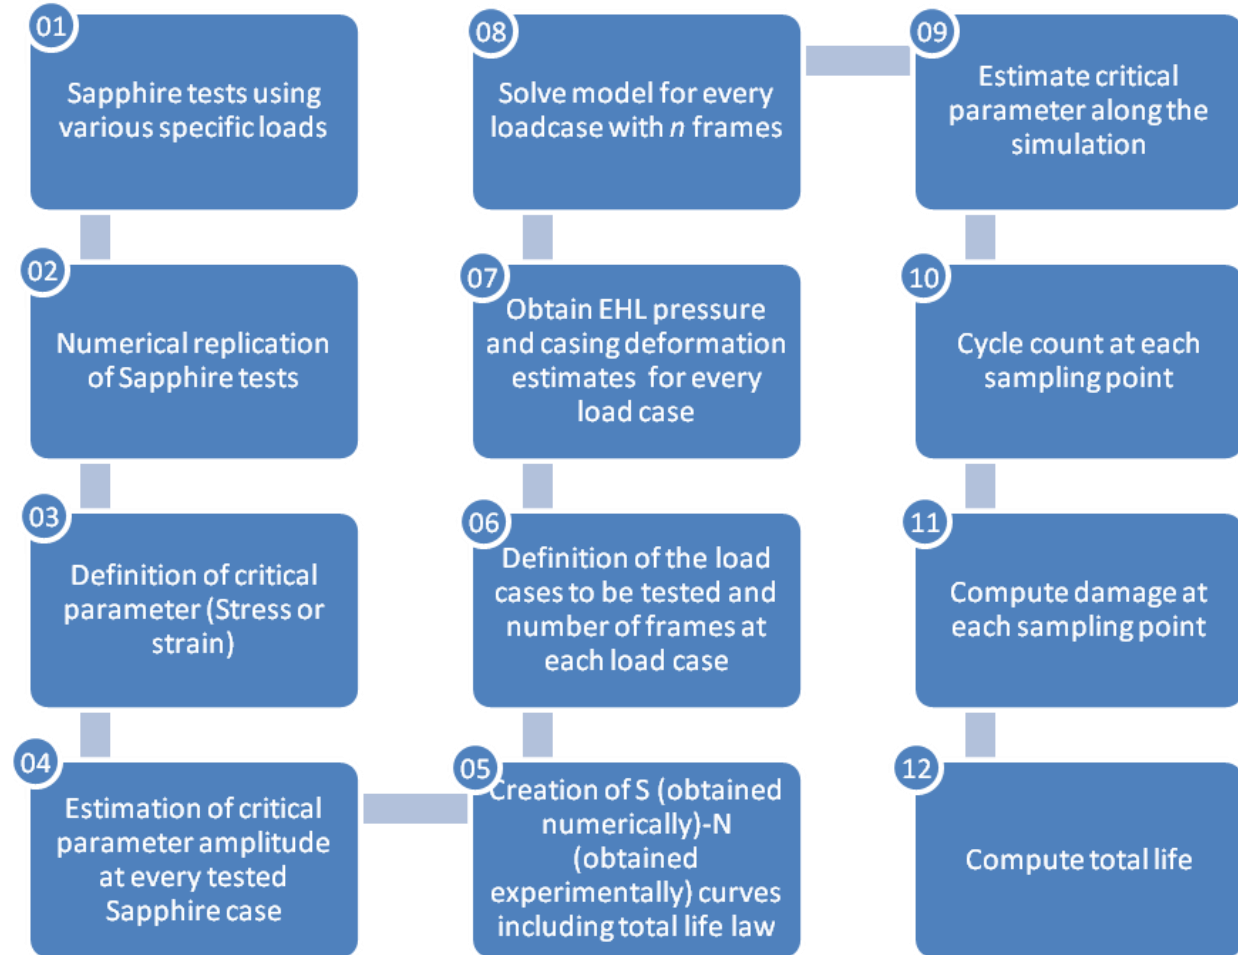 01
Sapphire tests using
various specific loads
02
Numerical replication
of Sapphire tests
03
Definition of critical
parameter (Stress or
strain)
04
Estimation of critical
parameter amplitude
at every tested
Sapphire case
05
Creation of S (obtained
numerically)-N
(obtained
experimentally) curves
including total life law
06
Definition of the load
cases to be tested and
number of frames at
each load case
07
Obtain EHL pressure
and casing deformation
estimates for every
load case
08
Solve model for every
loadcase with n frames
09
Estimate critical
parameter along the
simulation
10
Cycle count at each
sampling point
11
Compute damage at
each sampling point
12
Compute total life